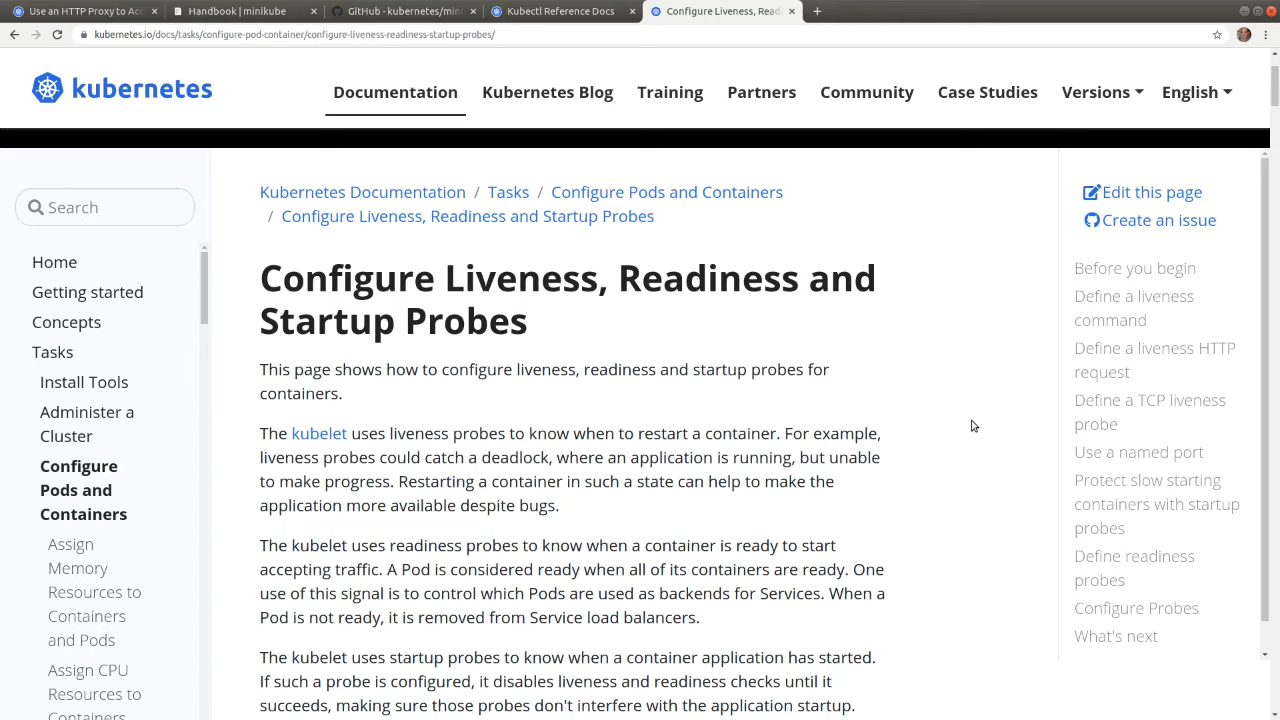 Use an HTTP Proxy to Acc
Handbook | minikube
GitHub - kubernetes/mini
Kubectl Reference Docs
Configure Liveness, Read
kubernetes.io/docs/tasks/configure-pod-container/configure-liveness-readiness-startup-probes/
kubernetes
Documentation
Kubernetes Blog
Training
Partners
Community
Case Studies
Versions
English
Search
Home
Getting started
Concepts
Tasks
Install Tools
Administer a
Cluster
Configure
Pods and
Containers
Assign
Memory
Resources to
Containers
and Pods
Assign CPU
Resources to
Containers
Kubernetes Documentation / Tasks / Configure Pods and Containers
/ Configure Liveness, Readiness and Startup Probes
Configure Liveness, Readiness and
Startup Probes
This page shows how to configure liveness, readiness and startup probes for
containers.
The kubelet uses liveness probes to know when to restart a container. For example,
liveness probes could catch a deadlock, where an application is running, but unable
to make progress. Restarting a container in such a state can help to make the
application more available despite bugs.
The kubelet uses readiness probes to know when a container is ready to start
accepting traffic. A Pod is considered ready when all of its containers are ready. One
use of this signal is to control which Pods are used as backends for Services. When a
Pod is not ready, it is removed from Service load balancers.
The kubelet uses startup probes to know when a container application has started.
If such a probe is configured, it disables liveness and readiness checks until it
succeeds, making sure those probes don't interfere with the application startup.
Edit this page
Create an issue
Before you begin
Define a liveness
command
Define a liveness HTTP
request
Define a TCP liveness
probe
Use a named port
Protect slow starting
containers with startup
probes
Define readiness
probes
Configure Probes
What's next